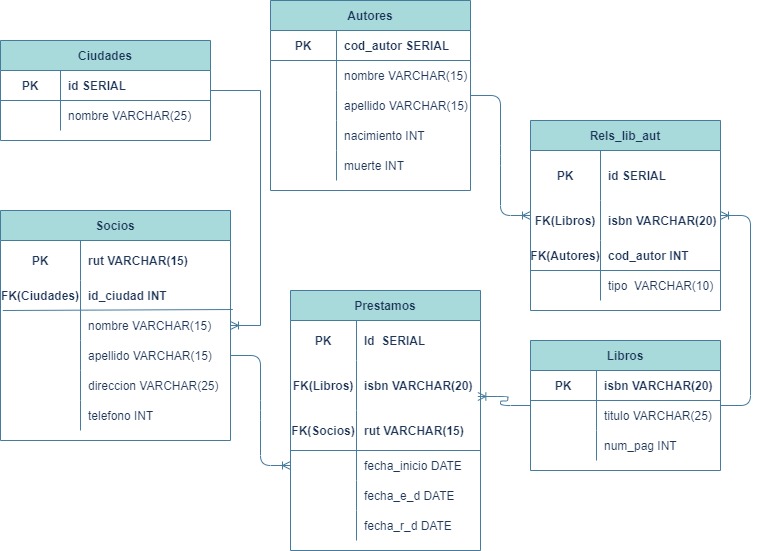 Autores
PK cod_autor SERIAL
nombre VARCHAR(15)
apellido VARCHAR(15)
nacimiento INT
muerte INT
Ciudades
PK id SERIAL
nombre VARCHAR(25)
Rels_lib_aut
PK id SERIAL
FK(Libros) isbn VARCHAR(20)
FK(Autores) cod_autor INT
tipo VARCHAR(10)
Socios
PK rut VARCHAR(15)
FK(Ciudades) id_ciudad INT
nombre VARCHAR(15)
apellido VARCHAR(15)
direccion VARCHAR(25)
telefono INT
Prestamos
PK Id SERIAL
FK(Libros) isbn VARCHAR(20)
FK(Socios) rut VARCHAR(15)
fecha_inicio DATE
fecha_e_d DATE
fecha_r_d DATE
Libros
PK isbn VARCHAR(20)
titulo VARCHAR(25)
num_pag INT